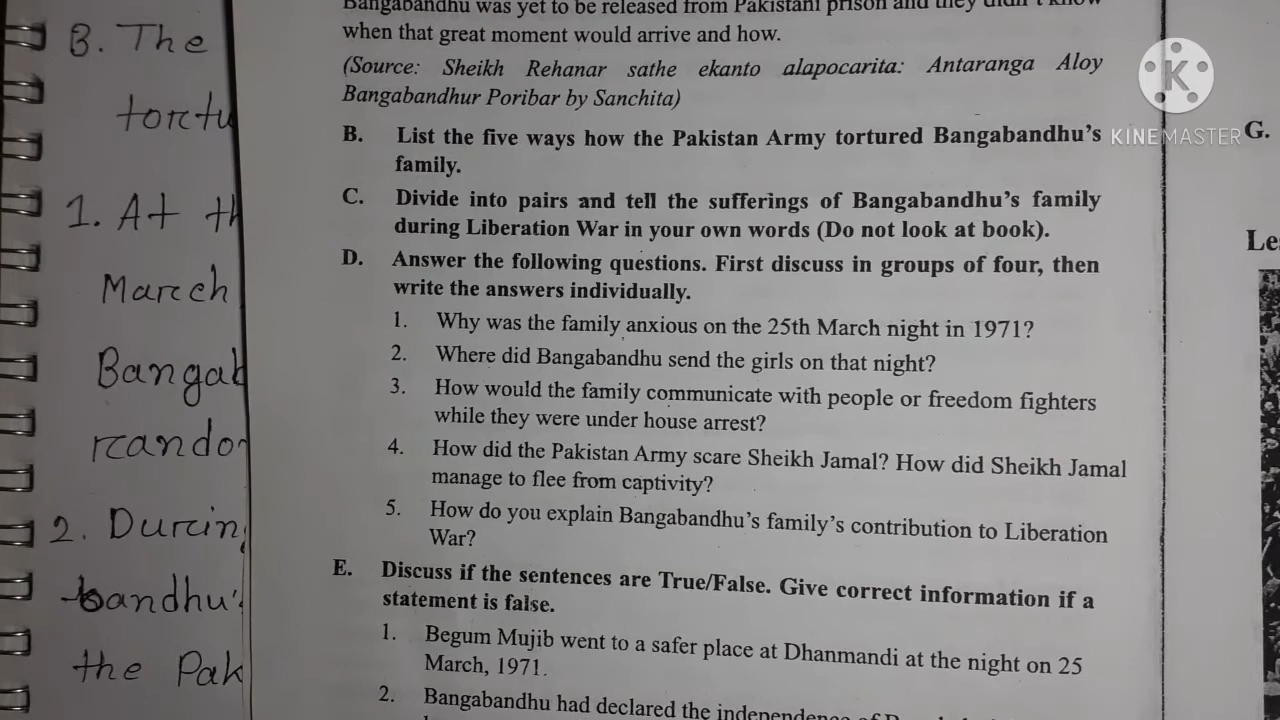 B. The
1. At th
March
2. During
the Pak
Bangabandhu was yet to be released from Pakistani prison and they didn't know
when that great moment would arrive and how.
(Source: Sheikh Rehanar sathe ekanto alapocarita: Antaranga Aloy
Bangabandhur Poribar by Sanchita)
B. List the five ways how the Pakistan Army tortured Bangabandhu's
family.
C. Divide into pairs and tell the sufferings of Bangabandhu's family
during Liberation War in your own words (Do not look at book).
D. Answer the following questions. First discuss in groups of four, then
write the answers individually.
1. Why was the family anxious on the 25th March night in 1971?
2. Where did Bangabandhu send the girls on that night?
3. How would the family communicate with people or freedom fighters
while they were under house arrest?
4. How did the Pakistan Army scare Sheikh Jamal? How did Sheikh Jamal
manage to flee from captivity?
5. How do you explain Bangabandhu's family's contribution to Liberation
War?
E. Discuss if the sentences are True/False. Give correct information if a
statement is false.
1. Begum Mujib went to a safer place at Dhanmandi at the night on 25
March, 1971.
2. Bangabandhu had declared the independence of
K
KINEMASTER
G.
Le